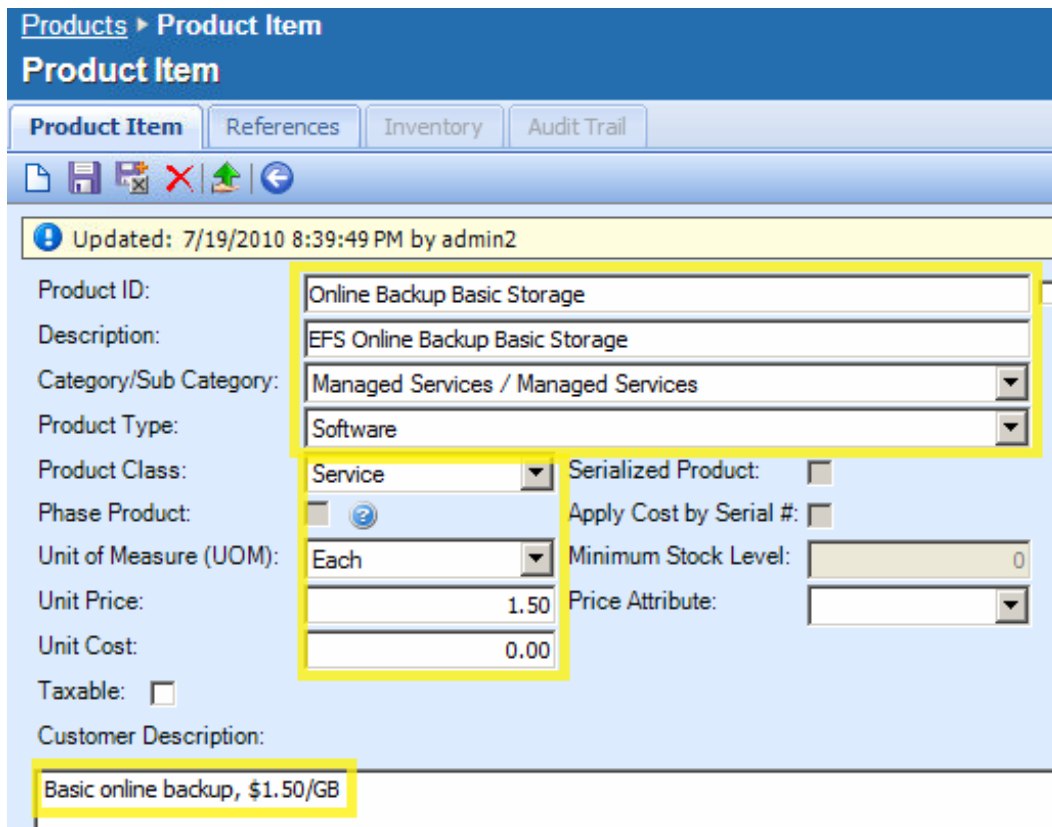 Products ▸ Product Item
Product Item
Product Item References Inventory Audit Trail
Updated: 7/19/2010 8:39:49 PM by admin2
Product ID: Online Backup Basic Storage
Description: EFS Online Backup Basic Storage
Category/Sub Category: Managed Services / Managed Services
Product Type: Software
Product Class: Service Serialized Product:
Phase Product: ? Apply Cost by Serial #:
Unit of Measure (UOM): Each Minimum Stock Level: 0
Unit Price: 1.50 Price Attribute:
Unit Cost: 0.00
Taxable:
Customer Description:
Basic online backup, $1.50/GB